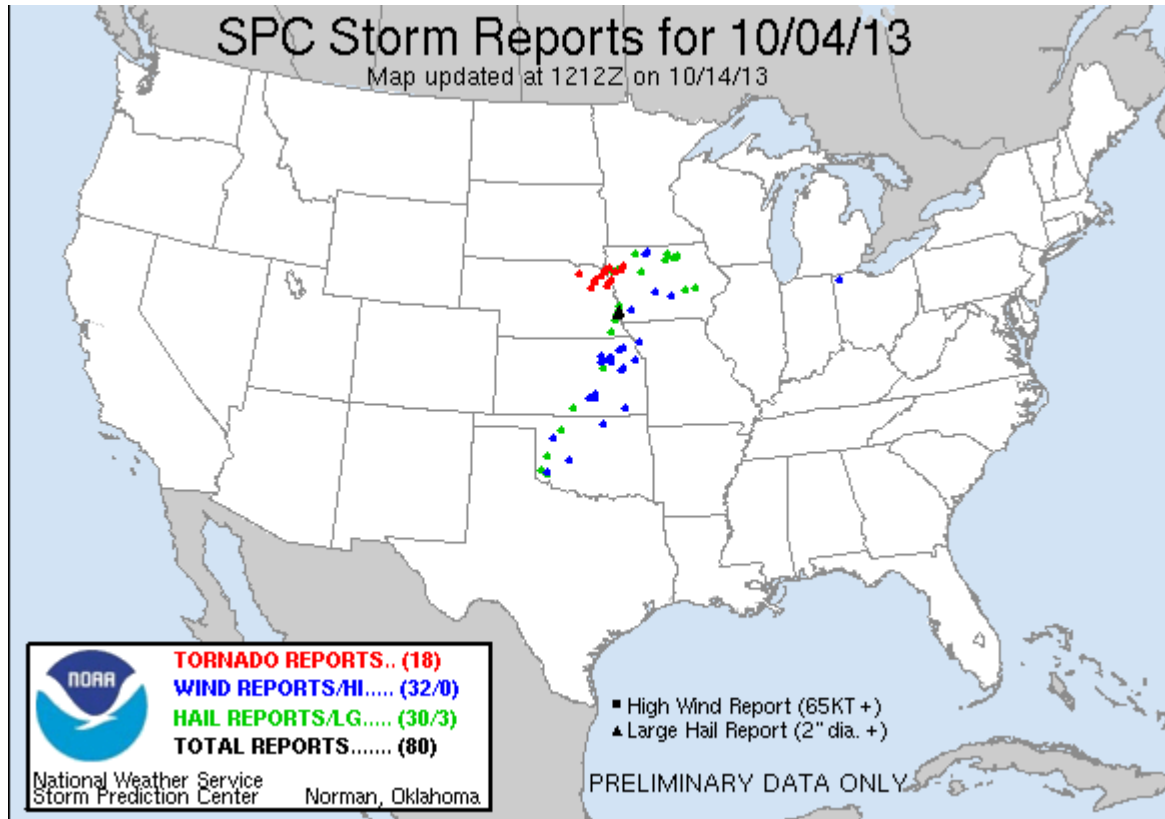 SPC Storm Reports for 10/04/13
Map updated at 1212Z on 10/14/13
NOAA
TORNADO REPORTS.. (18)
WIND REPORTS/HI..... (32/0)
HAIL REPORTS/LG..... (30/3)
TOTAL REPORTS....... (80)
National Weather Service
Storm Prediction Center Norman, Oklahoma
High Wind Report (65KT +)
Large Hail Report (2" dia. +)
PRELIMINARY DATA ONLY